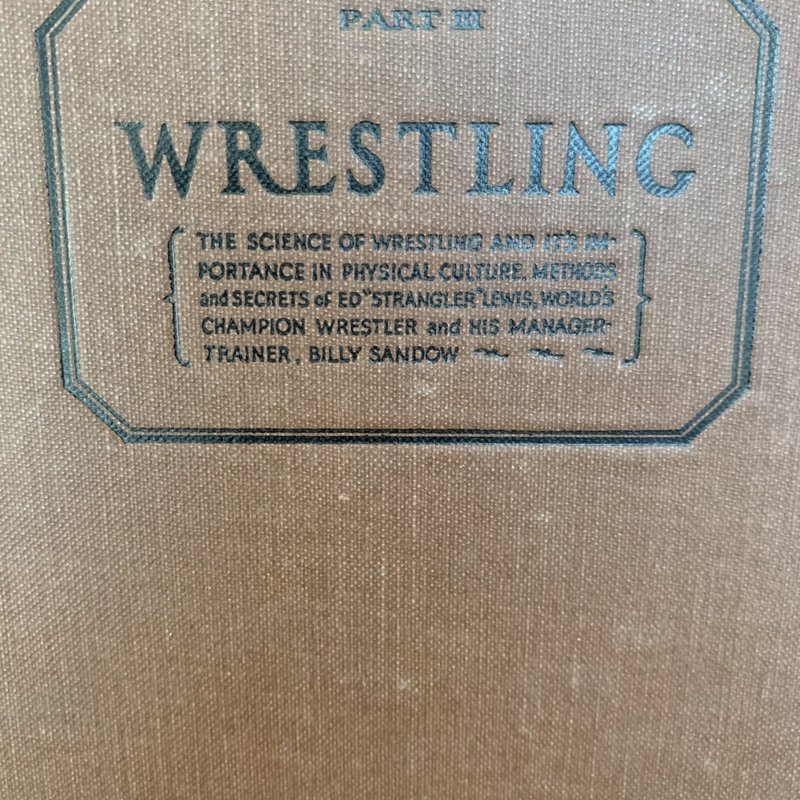 PART III
WRESTLING
THE SCIENCE OF WRESTLING AND IT'S IM-
PORTANCE IN PHYSICAL CULTURE. METHODS
and SECRETS of ED "STRANGLER" LEWIS, WORLD'S
CHAMPION WRESTLER and HIS MANAGER-
TRAINER, BILLY SANDOW